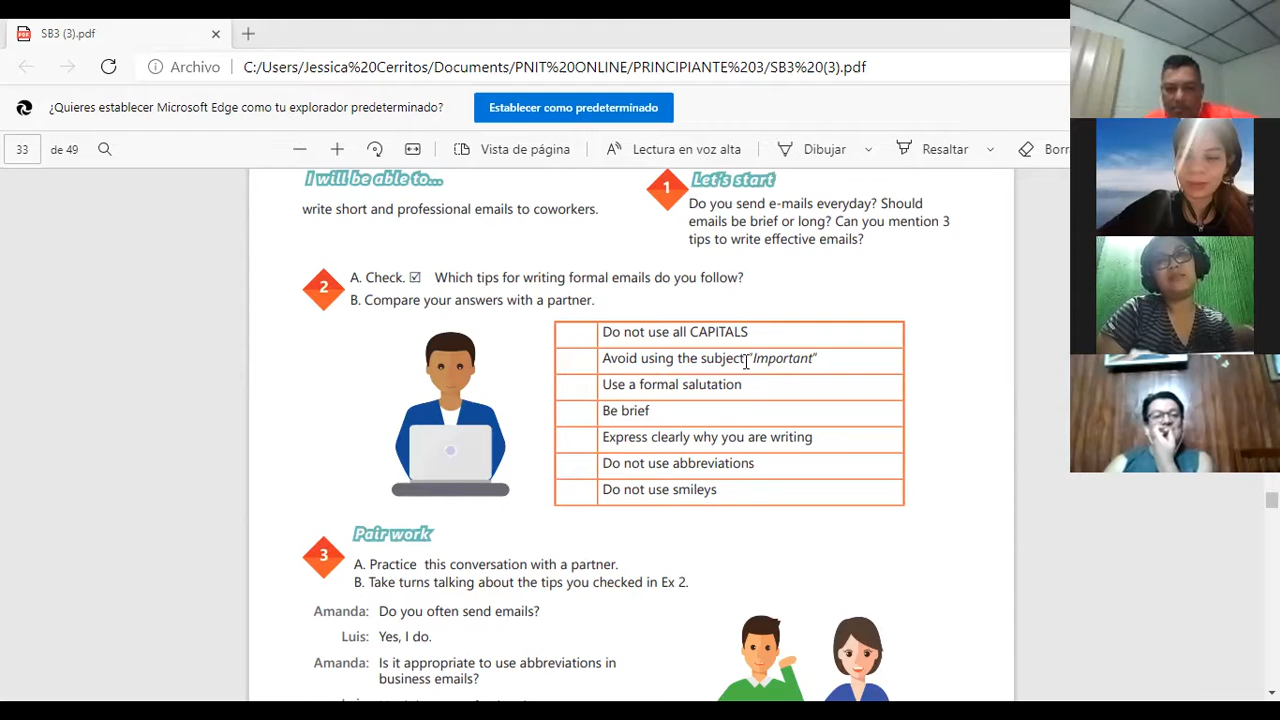 SB3 (3).pdf
Archivo
C:/Users/Jessica%20Cerritos/Documents/PNIT%20ONLINE/PRINCIPIANTE%203/SB3%20(3).pdf
¿Quieres establecer Microsoft Edge como tu explorador predeterminado?
Establecer como predeterminado
33
de 49
Vista de página
Lectura en voz alta
Dibujar
Resaltar
Borr
I will be able to...
write short and professional emails to coworkers.
1
Let's start
Do you send e-mails everyday? Should
emails be brief or long? Can you mention 3
tips to write effective emails?
2
A. Check. ☑ Which tips for writing formal emails do you follow?
B. Compare your answers with a partner.
Do not use all CAPITALS
Avoid using the subject "Important"
Use a formal salutation
Be brief
Express clearly why you are writing
Do not use abbreviations
Do not use smileys
Pair work
3
A. Practice this conversation with a partner.
B. Take turns talking about the tips you checked in Ex 2.
Amanda: Do you often send emails?
Luis: Yes, I do.
Amanda: Is it appropriate to use abbreviations in
business emails?